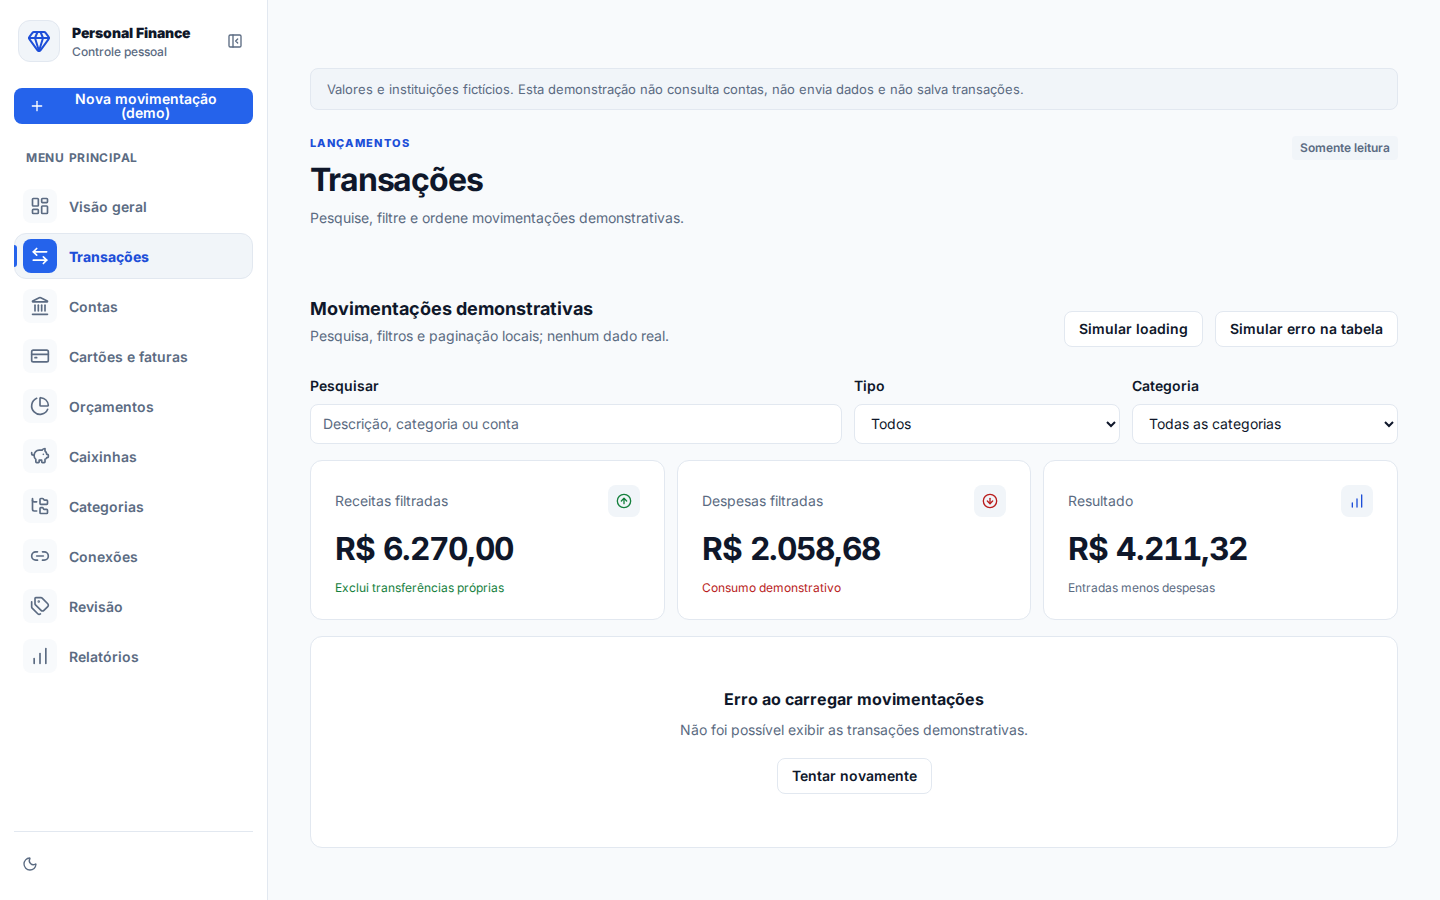 Personal Finance
Controle pessoal
Nova movimentação
(demo)
MENU PRINCIPAL
Visão geral
Transações
Contas
Cartões e faturas
Orçamentos
Caixinhas
Categorias
Conexões
Revisão
Relatórios
Valores e instituições fictícios. Esta demonstração não consulta contas, não envia dados e não salva transações.
LANÇAMENTOS
Somente leitura
Transações
Pesquise, filtre e ordene movimentações demonstrativas.
Movimentações demonstrativas
Pesquisa, filtros e paginação locais; nenhum dado real.
Simular loading
Simular erro na tabela
Pesquisar
Tipo
Categoria
Descrição, categoria ou conta
Todos
Todas as categorias
Receitas filtradas
R$ 6.270,00
Exclui transferências próprias
Despesas filtradas
R$ 2.058,68
Consumo demonstrativo
Resultado
R$ 4.211,32
Entradas menos despesas
Erro ao carregar movimentações
Não foi possível exibir as transações demonstrativas.
Tentar novamente